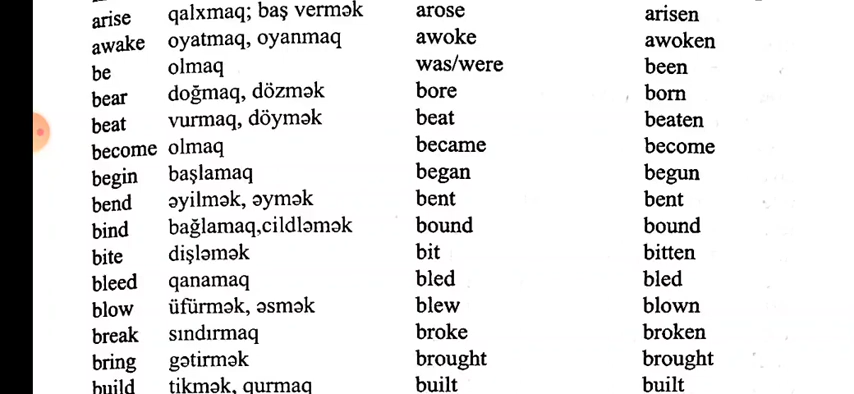 arise qalxmaq; baş vermək arose arisen
awake oyatmaq, oyanmaq awoke awoken
be olmaq was/were been
bear doğmaq, dözmək bore born
beat vurmaq, döymək beat beaten
become olmaq became become
begin başlamaq began begun
bend əyilmək, əymək bent bent
bind bağlamaq,cildləmək bound bound
bite dişləmək bit bitten
bleed qanamaq bled bled
blow üfürmək, əsmək blew blown
break sındırmaq broke broken
bring gətirmək brought brought
build tikmək, qurmaq built built